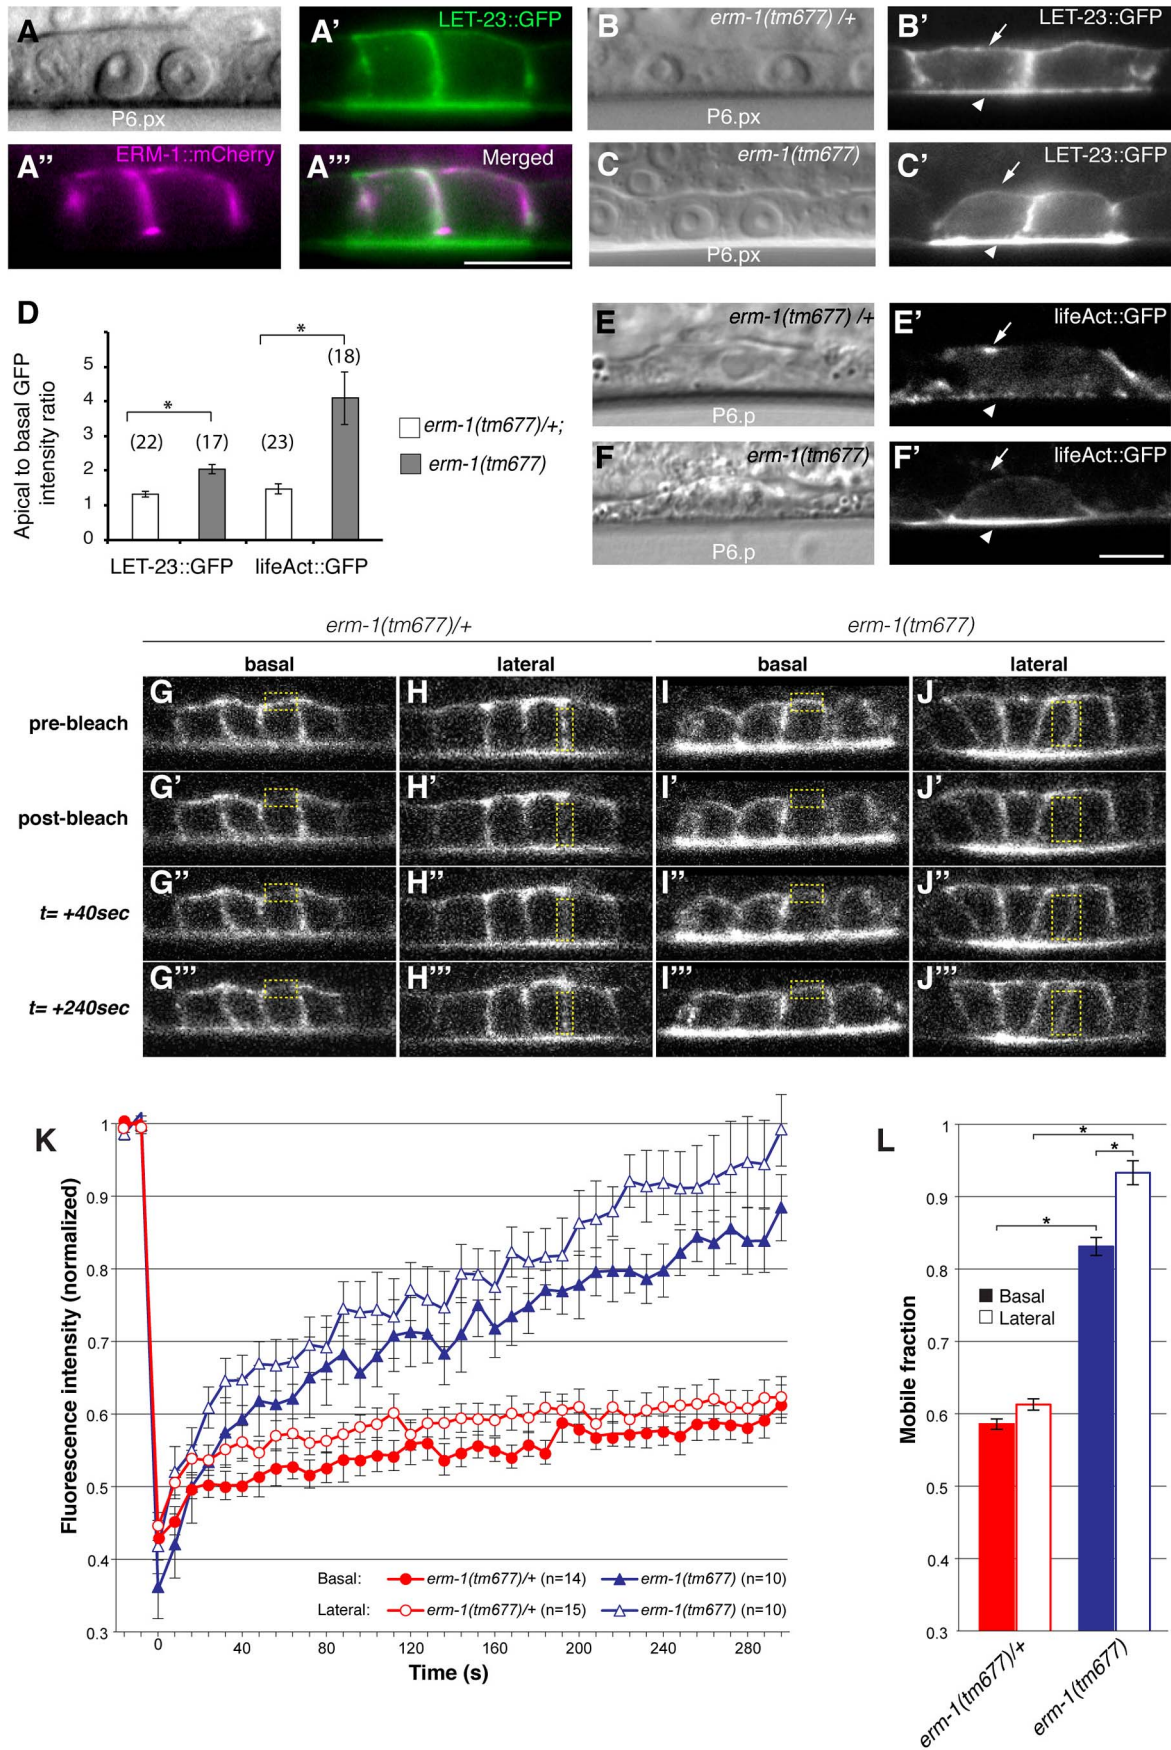 A
P6.px
A’
LET-23::GFP
B
erm-1(tm677) /+
P6.px
B’
LET-23::GFP
A’’
ERM-1::mCherry
A’’’
Merged
C
erm-1(tm677)
P6.px
C’
LET-23::GFP
D
Apical to basal GFP
intensity ratio
5
4
3
2
1
0
*
*
(22)
(17)
(23)
(18)
LET-23::GFP
lifeAct::GFP
erm-1(tm677)/+;
erm-1(tm677)
E
erm-1(tm677) /+
P6.p
E’
lifeAct::GFP
F
erm-1(tm677)
P6.p
F’
lifeAct::GFP
erm-1(tm677)/+
erm-1(tm677)
basal
lateral
basal
lateral
pre-bleach
G
H
I
J
post-bleach
G’
H’
I’
J’
t= +40sec
G’’
H’’
I’’
J’’
t= +240sec
G’’’
H’’’
I’’’
J’’’
K
Fluorescence intensity (normalized)
1
0.9
0.8
0.7
0.6
0.5
0.4
0.3
Basal: erm-1(tm677)/+ (n=14) erm-1(tm677) (n=10)
Lateral: erm-1(tm677)/+ (n=15) erm-1(tm677) (n=10)
0 40 80 120 160 200 240 280
Time (s)
L
Mobile fraction
1
0.9
0.8
0.7
0.6
0.5
0.4
0.3
*
*
*
Basal
Lateral
erm-1(tm677)/+
erm-1(tm677)